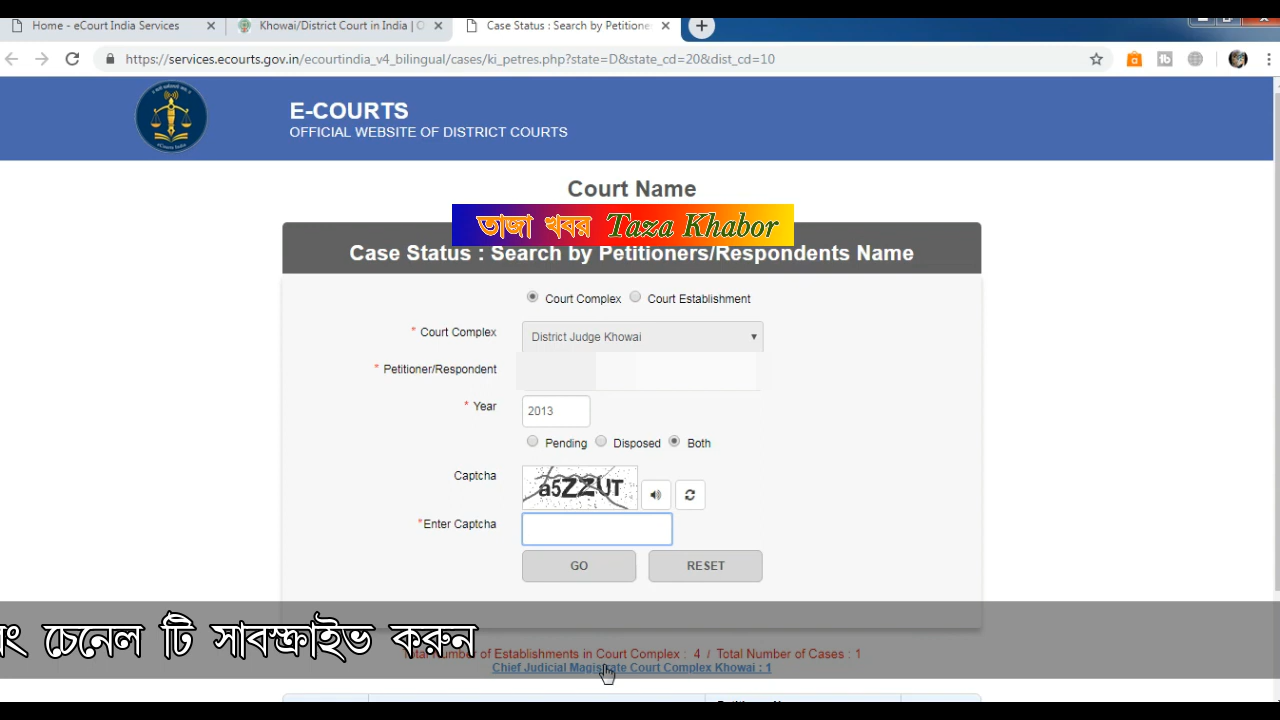 Home - eCourt India Services
Khowai/District Court in India | O
Case Status : Search by Petitione
https://services.ecourts.gov.in/ecourtindia_v4_bilingual/cases/ki_petres.php?state=D&state_cd=20&dist_cd=10
E-COURTS
OFFICIAL WEBSITE OF DISTRICT COURTS
Court Name
তাজা খবর Taza Khabor
Case Status : Search by Petitioners/Respondents Name
Court Complex Court Establishment
* Court Complex District Judge Khowai
* Petitioner/Respondent
* Year 2013
Pending Disposed Both
Captcha a5ZZUT
*Enter Captcha
GO RESET
চেনেল টি সাবস্ক্রাইভ করুন
Total Number of Establishments in Court Complex : 4 / Total Number of Cases : 1
Chief Judicial Magistrate Court Complex Khowai : 1